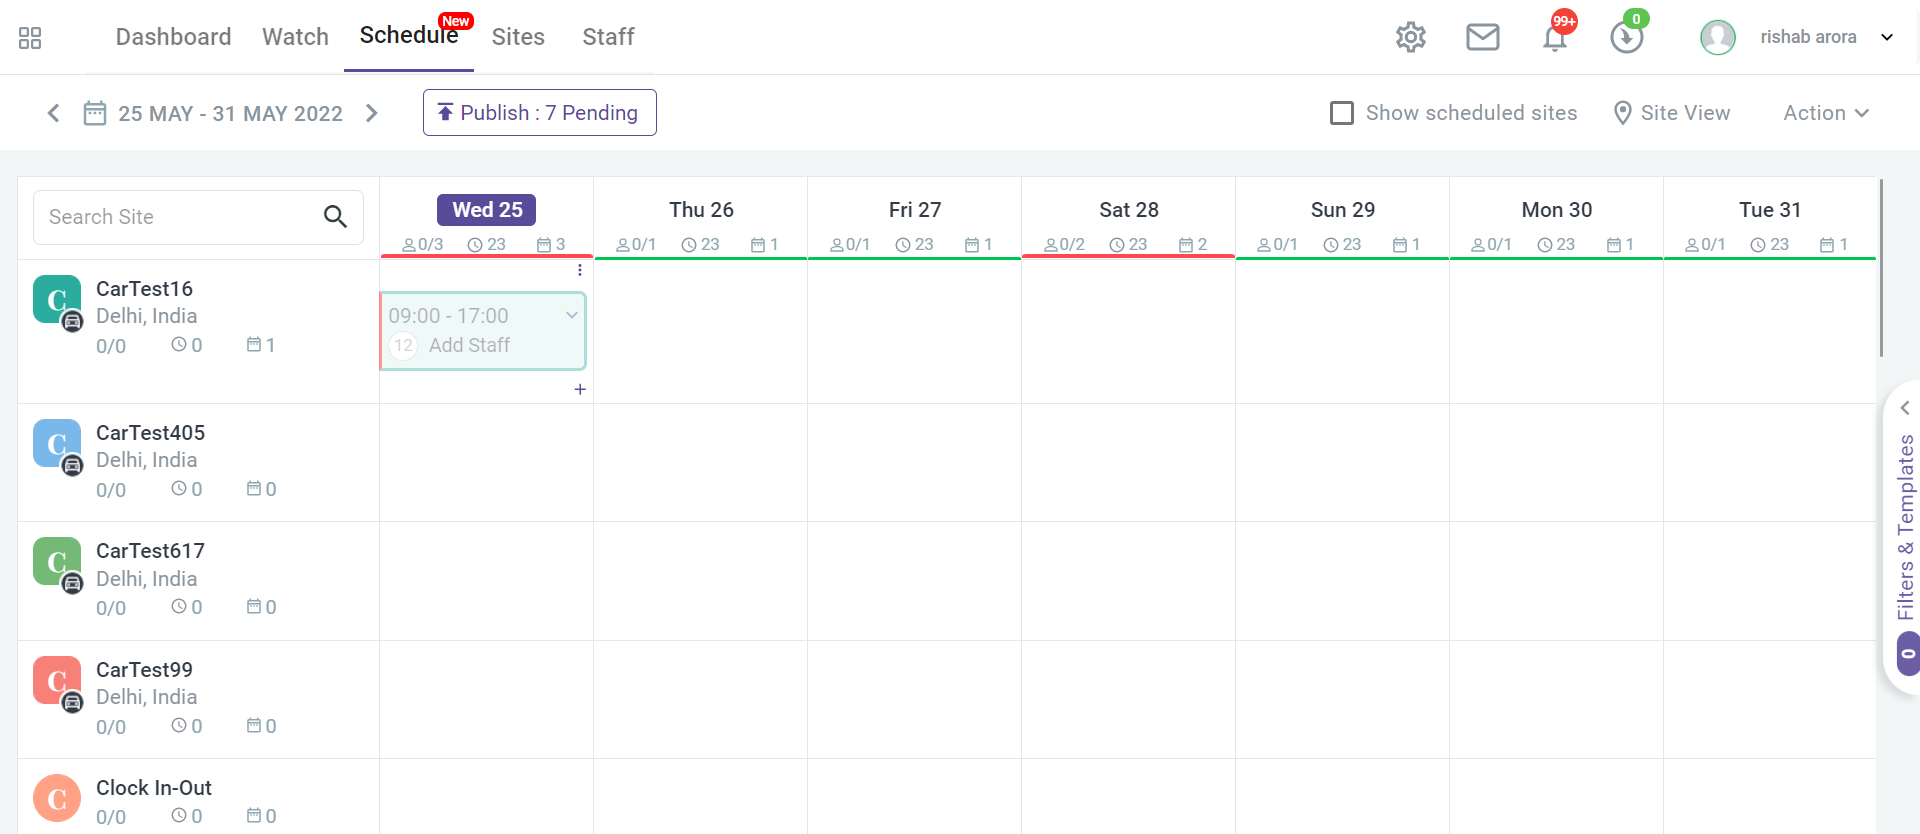 Dashboard Watch Schedule New Sites Staff 99+ 0 rishab arora
25 MAY - 31 MAY 2022 Publish : 7 Pending Show scheduled sites Site View Action
Search Site Wed 25 Thu 26 Fri 27 Sat 28 Sun 29 Mon 30 Tue 31
0/3 23 3 0/1 23 1 0/1 23 1 0/2 23 2 0/1 23 1 0/1 23 1 0/1 23 1
C CarTest16
Delhi, India
0/0 0 1
09:00 - 17:00
12 Add Staff
+
C CarTest405
Delhi, India
0/0 0 0
C CarTest617
Delhi, India
0/0 0 0
C CarTest99
Delhi, India
0/0 0 0
C Clock In-Out
0/0 0 0
Filters & Templates
0